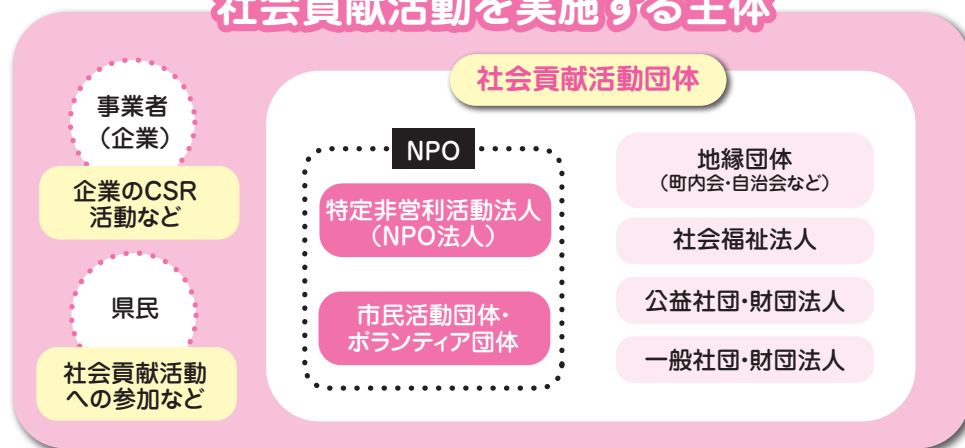 社会貢献活動を実施する主体
事業者
（企業）
企業のCSR
活動など
県民
社会貢献活動
への参加など
社会貢献活動団体
NPO
特定非営利活動法人
（NPO法人）
市民活動団体・
ボランティア団体
地縁団体
（町内会・自治会など）
社会福祉法人
公益社団・財団法人
一般社団・財団法人